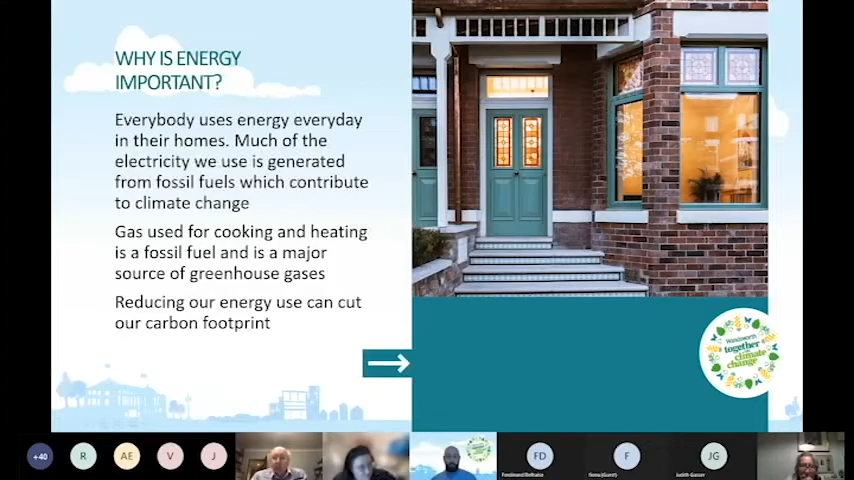 WHY IS ENERGY
IMPORTANT?
Everybody uses energy everyday
in their homes. Much of the
electricity we use is generated
from fossil fuels which contribute
to climate change
Gas used for cooking and heating
is a fossil fuel and is a major
source of greenhouse gases
Reducing our energy use can cut
our carbon footprint
Wandsworth
together
on
climate
change
+40
R
AE
V
J
FD
F
JG